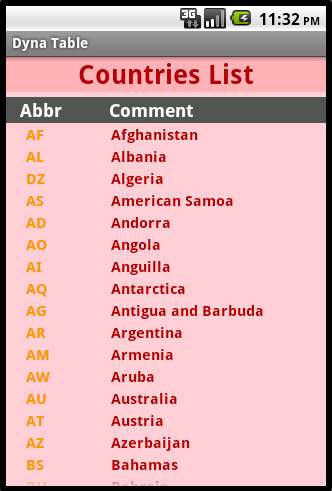 3G 11:32 PM
Dyna Table
Countries List
Abbr Comment
AF Afghanistan
AL Albania
DZ Algeria
AS American Samoa
AD Andorra
AO Angola
AI Anguilla
AQ Antarctica
AG Antigua and Barbuda
AR Argentina
AM Armenia
AW Aruba
AU Australia
AT Austria
AZ Azerbaijan
BS Bahamas